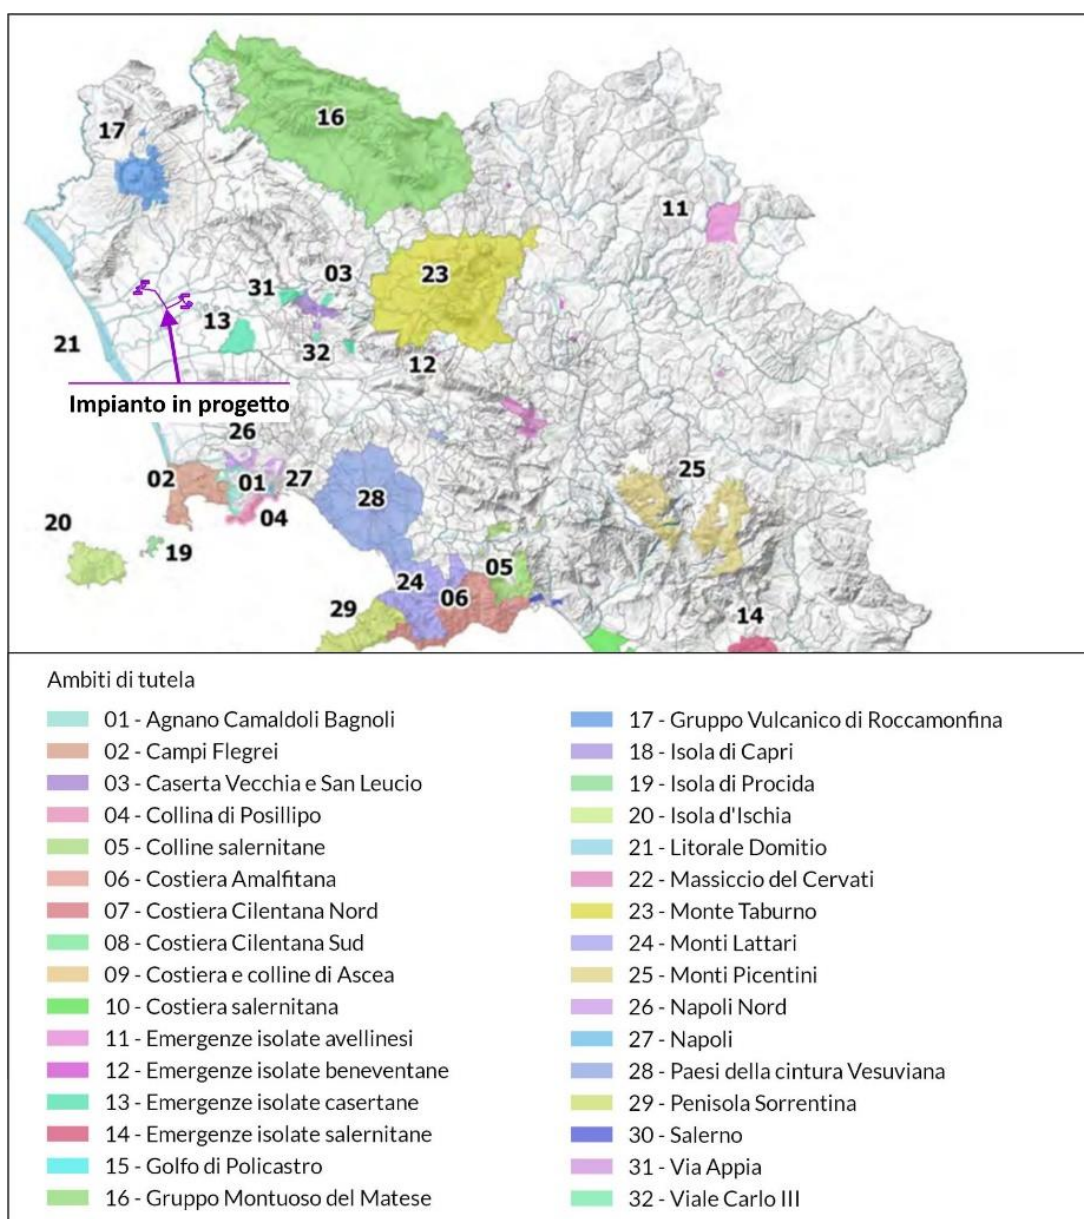 16
17
11
03
23
31
13
21
32
12
Impianto in progetto
26
25
02
01
27
28
20
04
19
05
24
06
29
14
Ambiti di tutela
01 - Agnano Camaldoli Bagnoli
02 - Campi Flegrei
03 - Caserta Vecchia e San Leucio
04 - Collina di Posillipo
05 - Colline salernitane
06 - Costiera Amalfitana
07 - Costiera Cilentana Nord
08 - Costiera Cilentana Sud
09 - Costiera e colline di Ascea
10 - Costiera salernitana
11 - Emergenze isolate avellinesi
12 - Emergenze isolate beneventane
13 - Emergenze isolate casertane
14 - Emergenze isolate salernitane
15 - Golfo di Policastro
16 - Gruppo Montuoso del Matese
17 - Gruppo Vulcanico di Roccamonfina
18 - Isola di Capri
19 - Isola di Procida
20 - Isola d'Ischia
21 - Litorale Domitio
22 - Massiccio del Cervati
23 - Monte Taburno
24 - Monti Lattari
25 - Monti Picentini
26 - Napoli Nord
27 - Napoli
28 - Paesi della cintura Vesuviana
29 - Penisola Sorrentina
30 - Salerno
31 - Via Appia
32 - Viale Carlo III